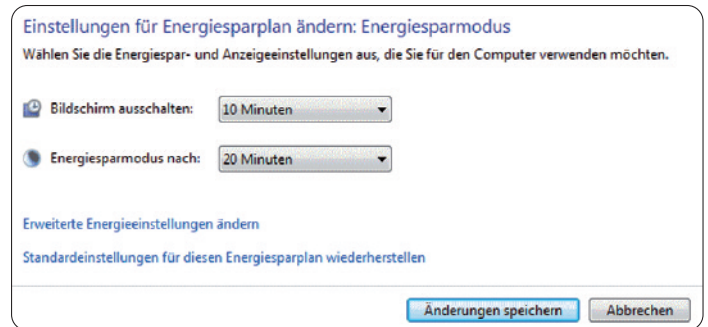 Einstellungen für Energiesparplan ändern: Energiesparmodus
Wählen Sie die Energiespar- und Anzeigeeinstellungen aus, die Sie für den Computer verwenden möchten.
Bildschirm ausschalten: 10 Minuten
Energiesparmodus nach: 20 Minuten
Erweiterte Energieeinstellungen ändern
Standardeinstellungen für diesen Energiesparplan wiederherstellen
Änderungen speichern Abbrechen